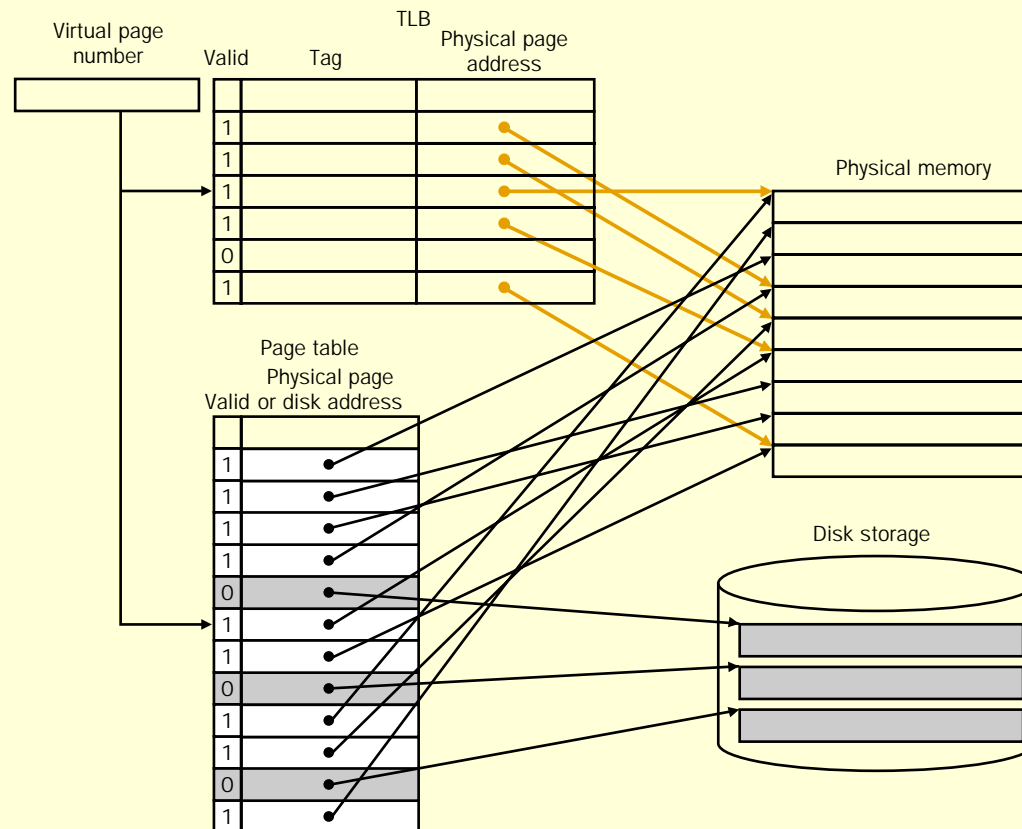 TLB
Virtual page
number
Valid
Tag
Physical page
address
1
1
1
1
0
1
Physical memory
Page table
Physical page
Valid or disk address
1
1
1
1
0
1
1
0
1
1
0
1
Disk storage